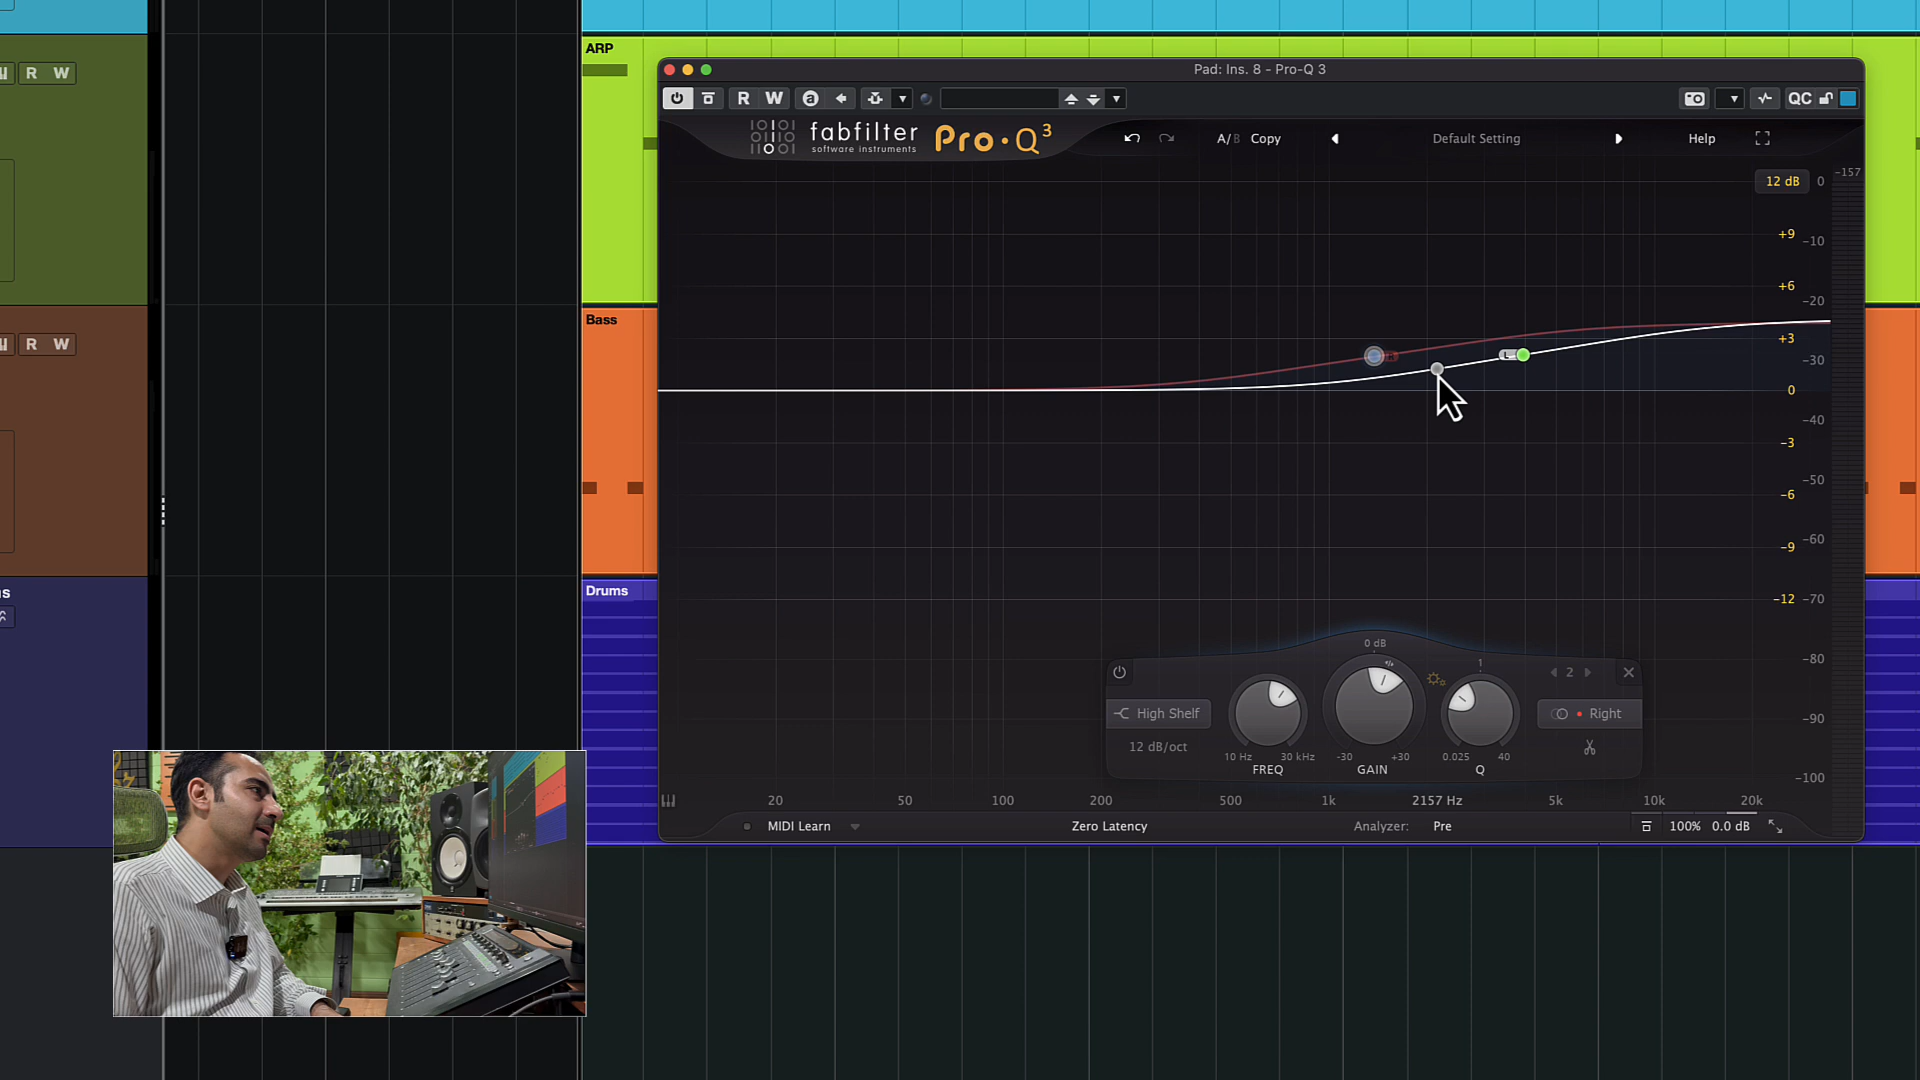 ARP
R W
Pad: Ins. 8 - Pro-Q 3
R W a QC
fabfilter
software instruments
Pro·Q3
A/B Copy
Default Setting
Help
-157
12 dB 0
+9
-10
+6
-20
R W
Bass
+3
-30
R
L
0
-40
-3
-50
-6
-60
-9
Drums
-12 -70
s
0 dB
-80
1
2
High Shelf
Right
-90
12 dB/oct
10 Hz 30 kHz
-30 +30
0.025 40
FREQ
GAIN
Q
-100
20 50 100 200 500 1k 2157 Hz 5k 10k 20k
MIDI Learn
Zero Latency
Analyzer: Pre
100% 0.0 dB